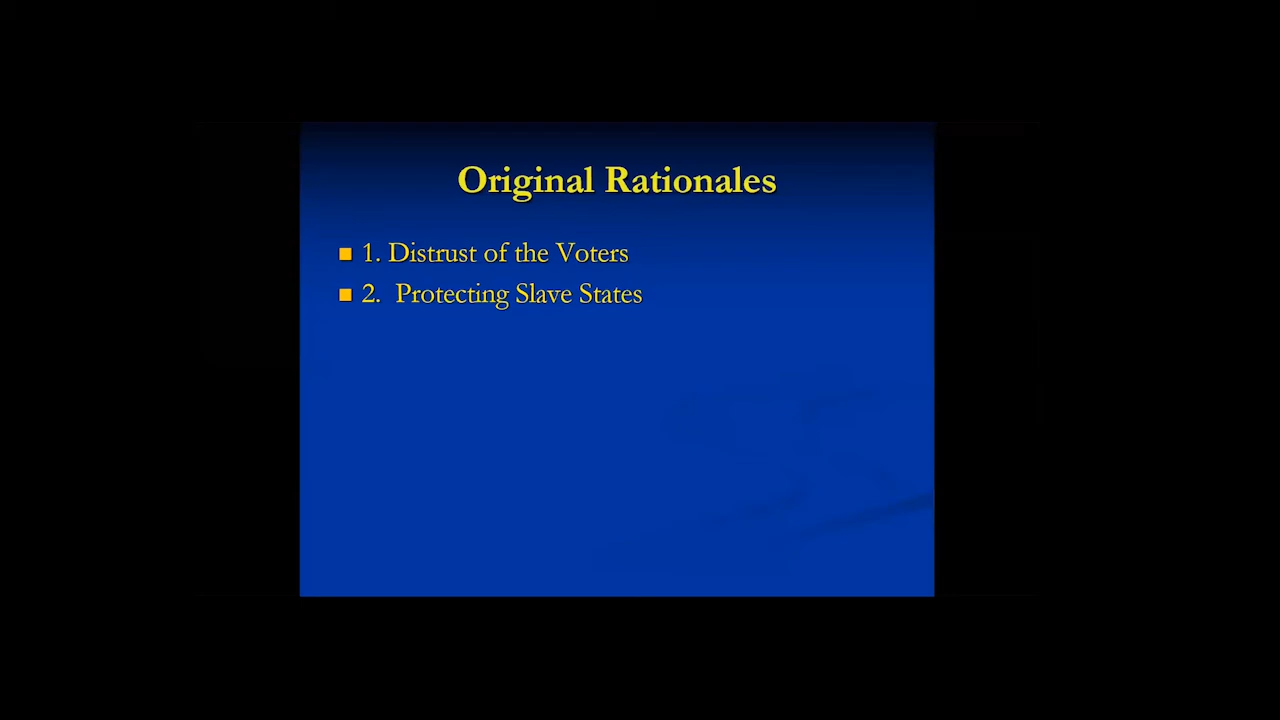 Original Rationales
1. Distrust of the Voters
2. Protecting Slave States